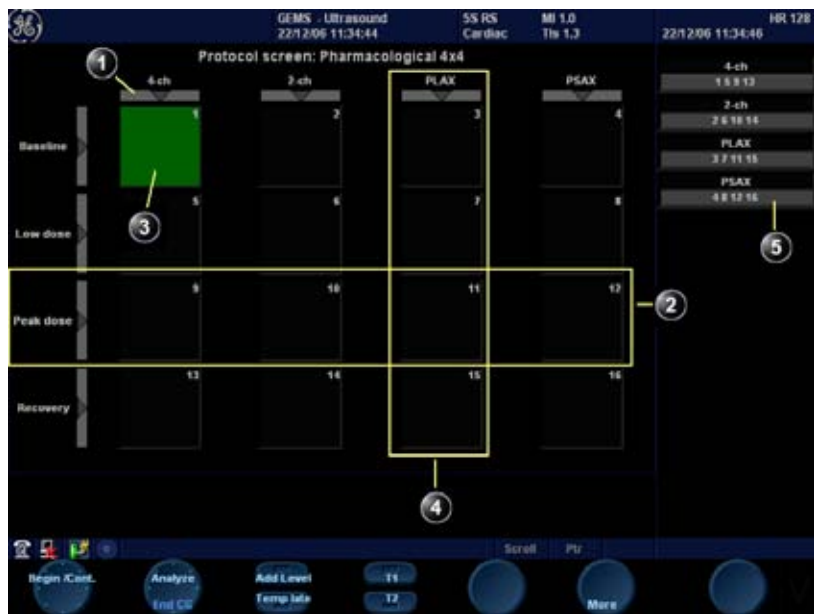 GEMS - Ultrasound
22/12/06 11:34:44
5S RS
Cardiac
MI 1.0
TIs 1.3
HR 128
22/12/06 11:34:46
Protocol screen: Pharmacological 4x4
1
4-ch
2-ch
PLAX
PSAX
Baseline
1
2
3
4
3
Low dose
5
6
7
8
Peak dose
9
10
11
12
2
Recovery
13
14
15
16
4
4-ch
1 5 9 13
2-ch
2 6 10 14
PLAX
3 7 11 15
PSAX
4 8 12 16
5
Scroll
Ptr
Begin /Cont.
Analyze
End CC
Add Level
Template
T1
T2
More